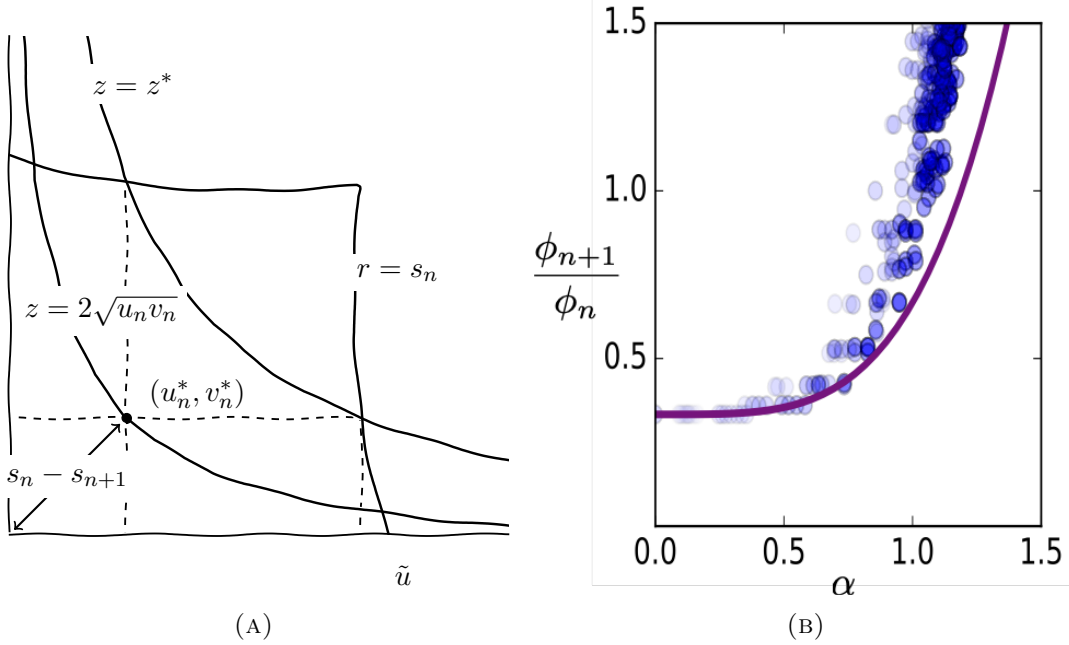 z = z*
r = s_n
z = 2√u_n v_n
(u_n^*, v_n^*)
s_n − s_{n+1}
ũ
(A)
ϕ_{n+1}
ϕ_n
1.5
1.0
0.5
0.0 0.5 1.0 1.5
α
(B)